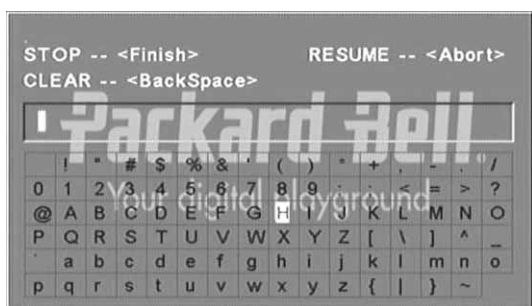 STOP -- <Finish> RESUME -- <Abort>
CLEAR -- <BackSpace>
Packard Bell.
Your digital playground
! " # $ % & ' ( ) * + , - . /
0 1 2 3 4 5 6 7 8 9 : ; < = > ?
@ A B C D E F G H I J K L M N O
P Q R S T U V W X Y Z [ \ ] ^ _
` a b c d e f g h i j k l m n o
p q r s t u v w x y z { | } ~